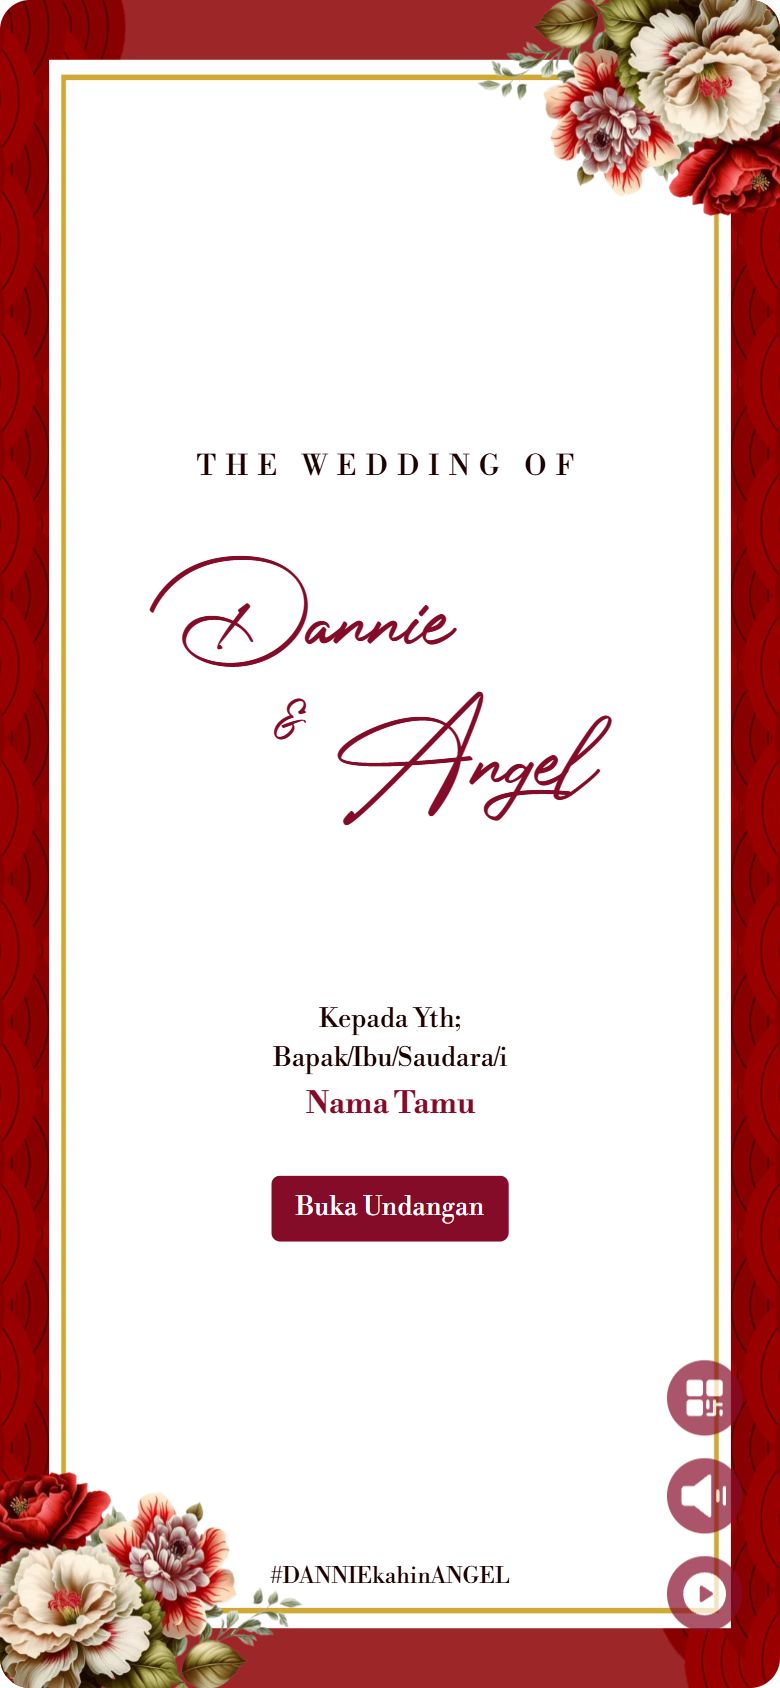 THE WEDDING OF
Dannie
&
Angel
Kepada Yth;
Bapak/Ibu/Saudara/i
Nama Tamu
Buka Undangan
#DANNIEkahinANGEL